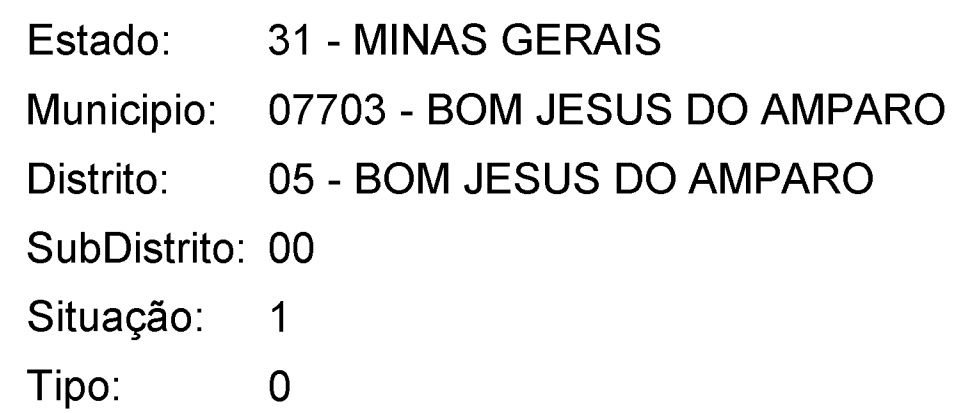 Estado: 31 - MINAS GERAIS
Municipio: 07703 - BOM JESUS DO AMPARO
Distrito: 05 - BOM JESUS DO AMPARO
SubDistrito: 00
Situação: 1
Tipo: 0